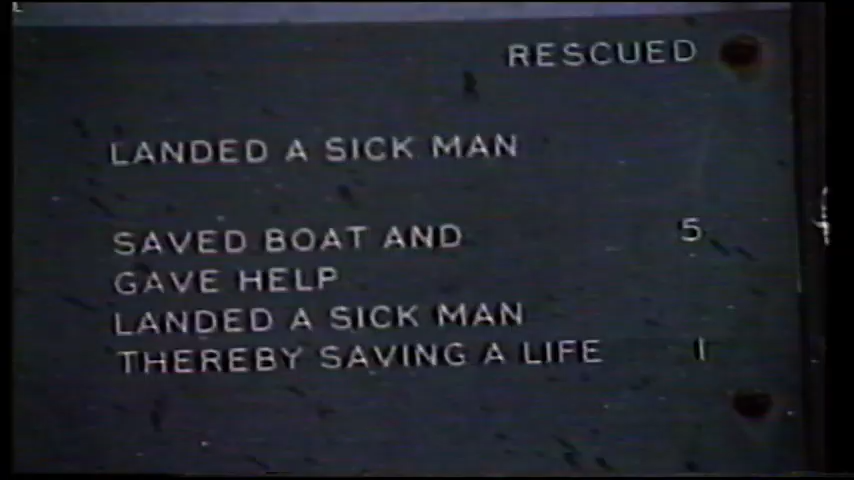 RESCUED
LANDED A SICK MAN
SAVED BOAT AND 5
GAVE HELP
LANDED A SICK MAN
THEREBY SAVING A LIFE 1